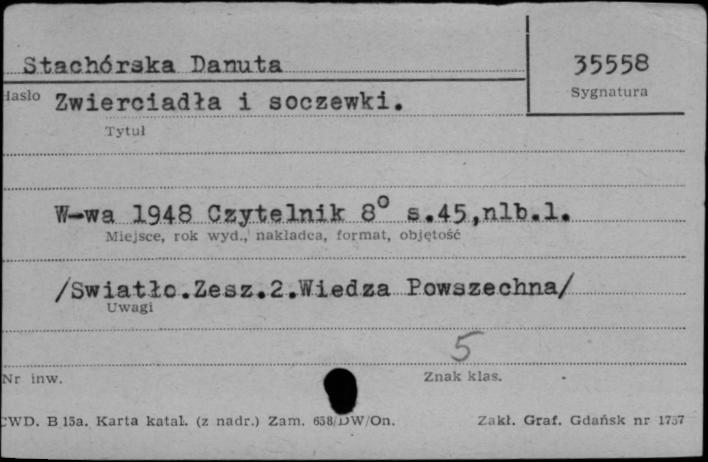 Stachórska Danuta
35558
Hasło
Sygnatura
Zwierciadła i soczewki.
Tytuł
W-wa 1948 Czytelnik 8° s.45,nlb.1.
Miejsce, rok wyd., nakładca, format, objętość
/Swiatło.Zesz.2.Wiedza Powszechna/
Uwagi
5
Nr inw.
Znak klas.
CWD. B 15a. Karta katal. (z nadr.) Zam. 658/DW/On.
Zakł. Graf. Gdańsk nr 1737